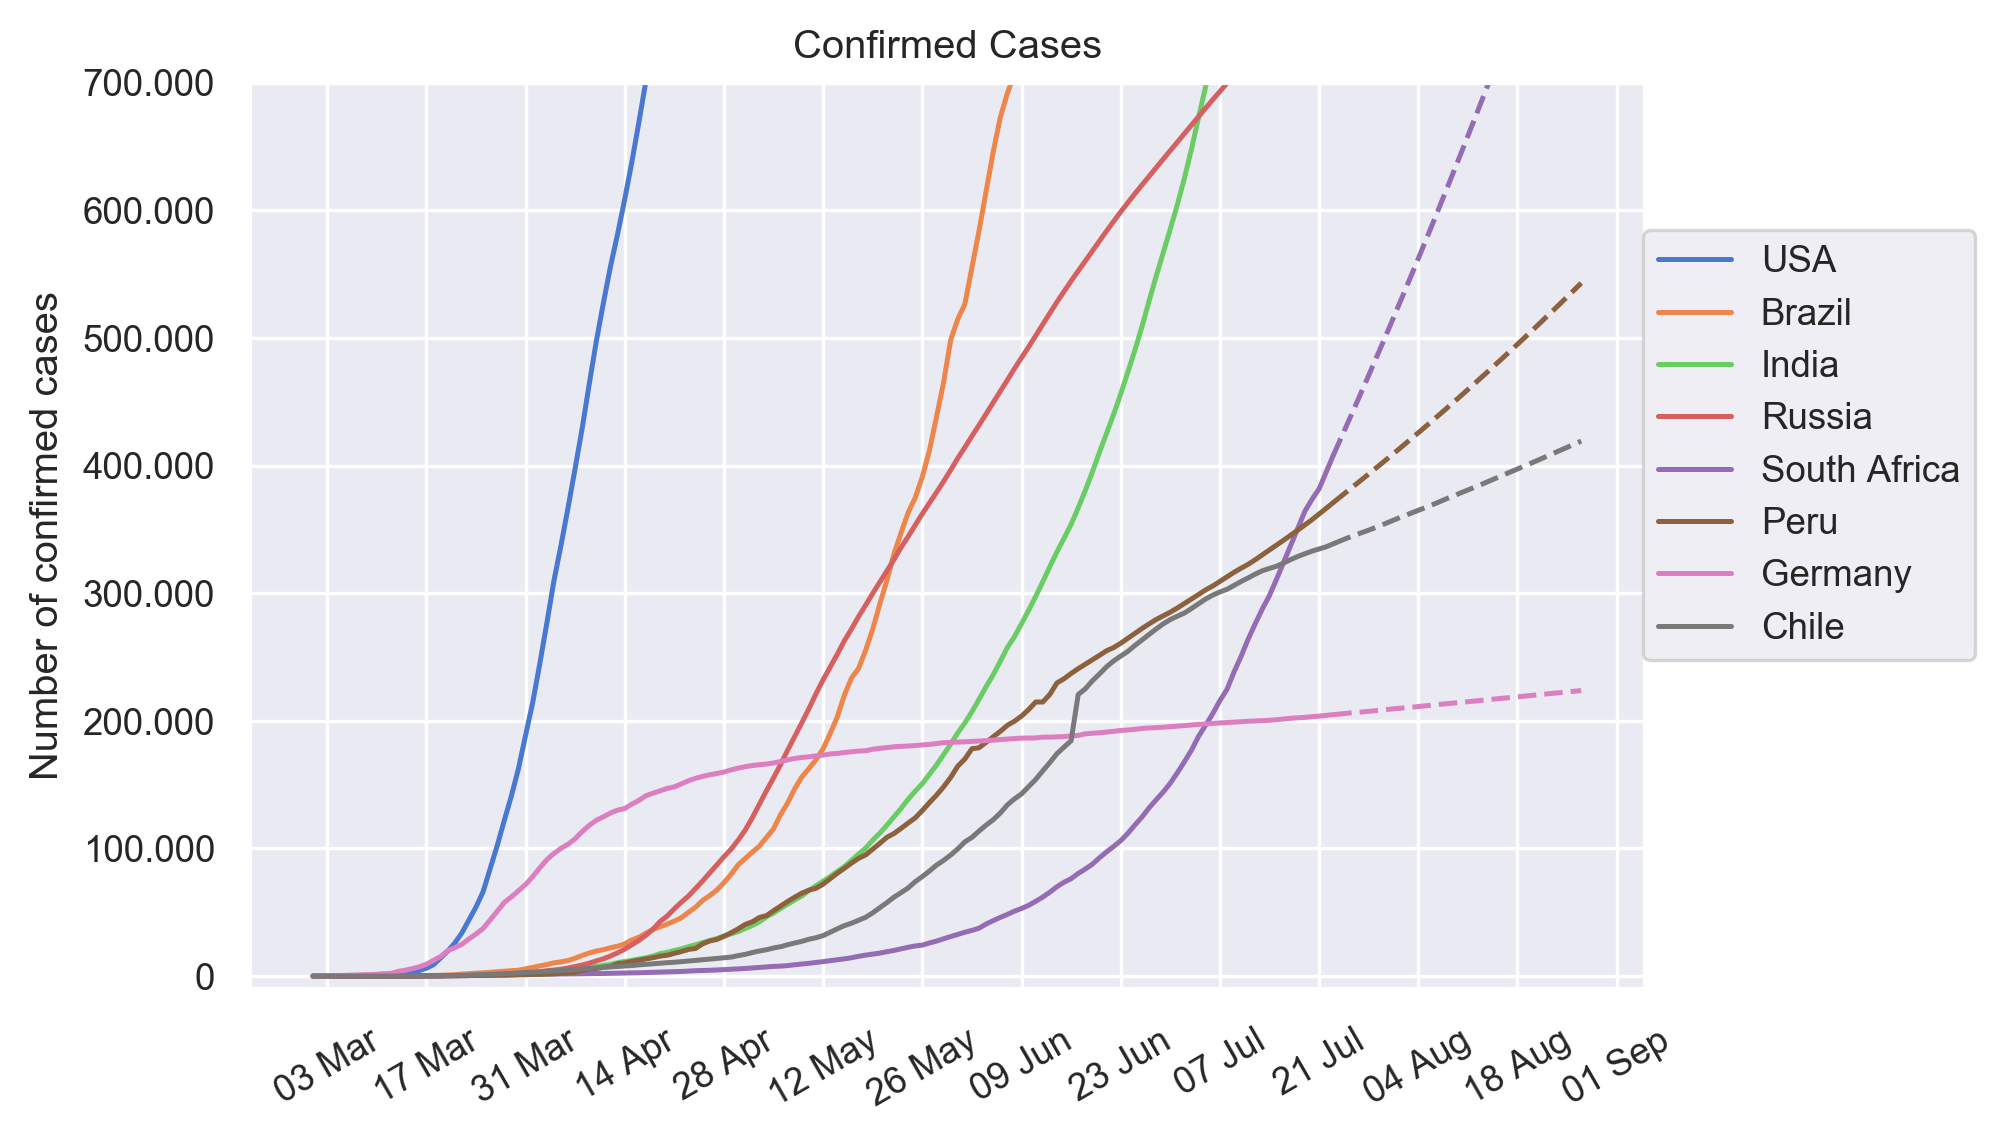 Confirmed Cases
Number of confirmed cases
700.000
600.000
500.000
400.000
300.000
200.000
100.000
0
03 Mar
17 Mar
31 Mar
14 Apr
28 Apr
12 May
26 May
09 Jun
23 Jun
07 Jul
21 Jul
04 Aug
18 Aug
01 Sep
USA
Brazil
India
Russia
South Africa
Peru
Germany
Chile